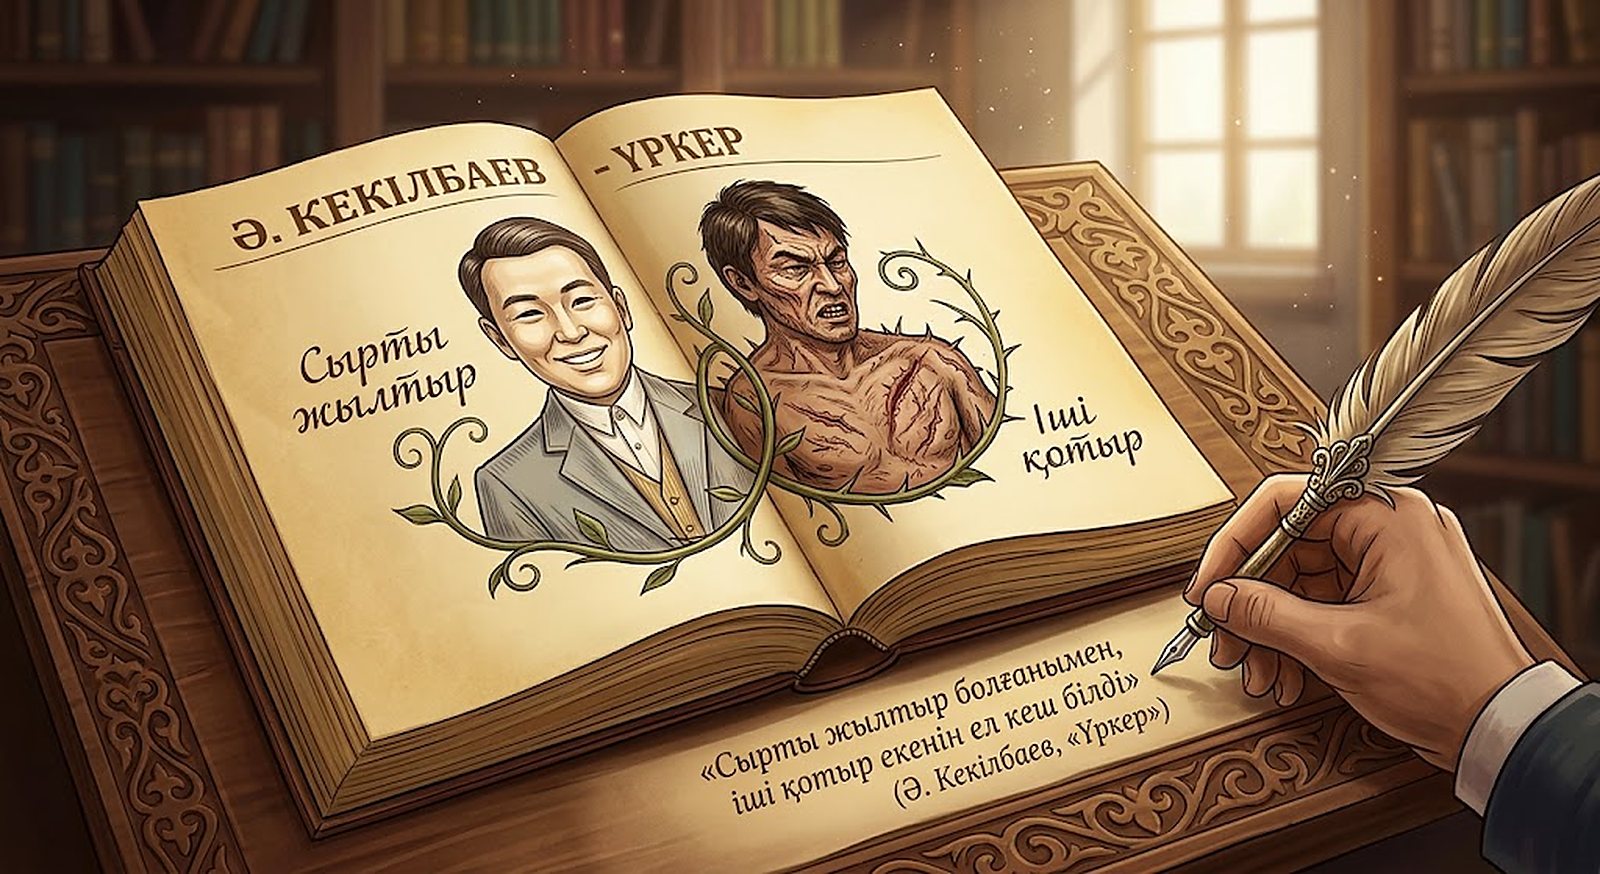 Ә. КЕКІЛБАЕВ - ҮРКЕР
Сырты
жылтыр
Іші
қотыр
«Сырты жылтыр болғанымен,
іші қотыр екенін ел кеш білді»
(Ә. Кекілбаев, «Үркер»)